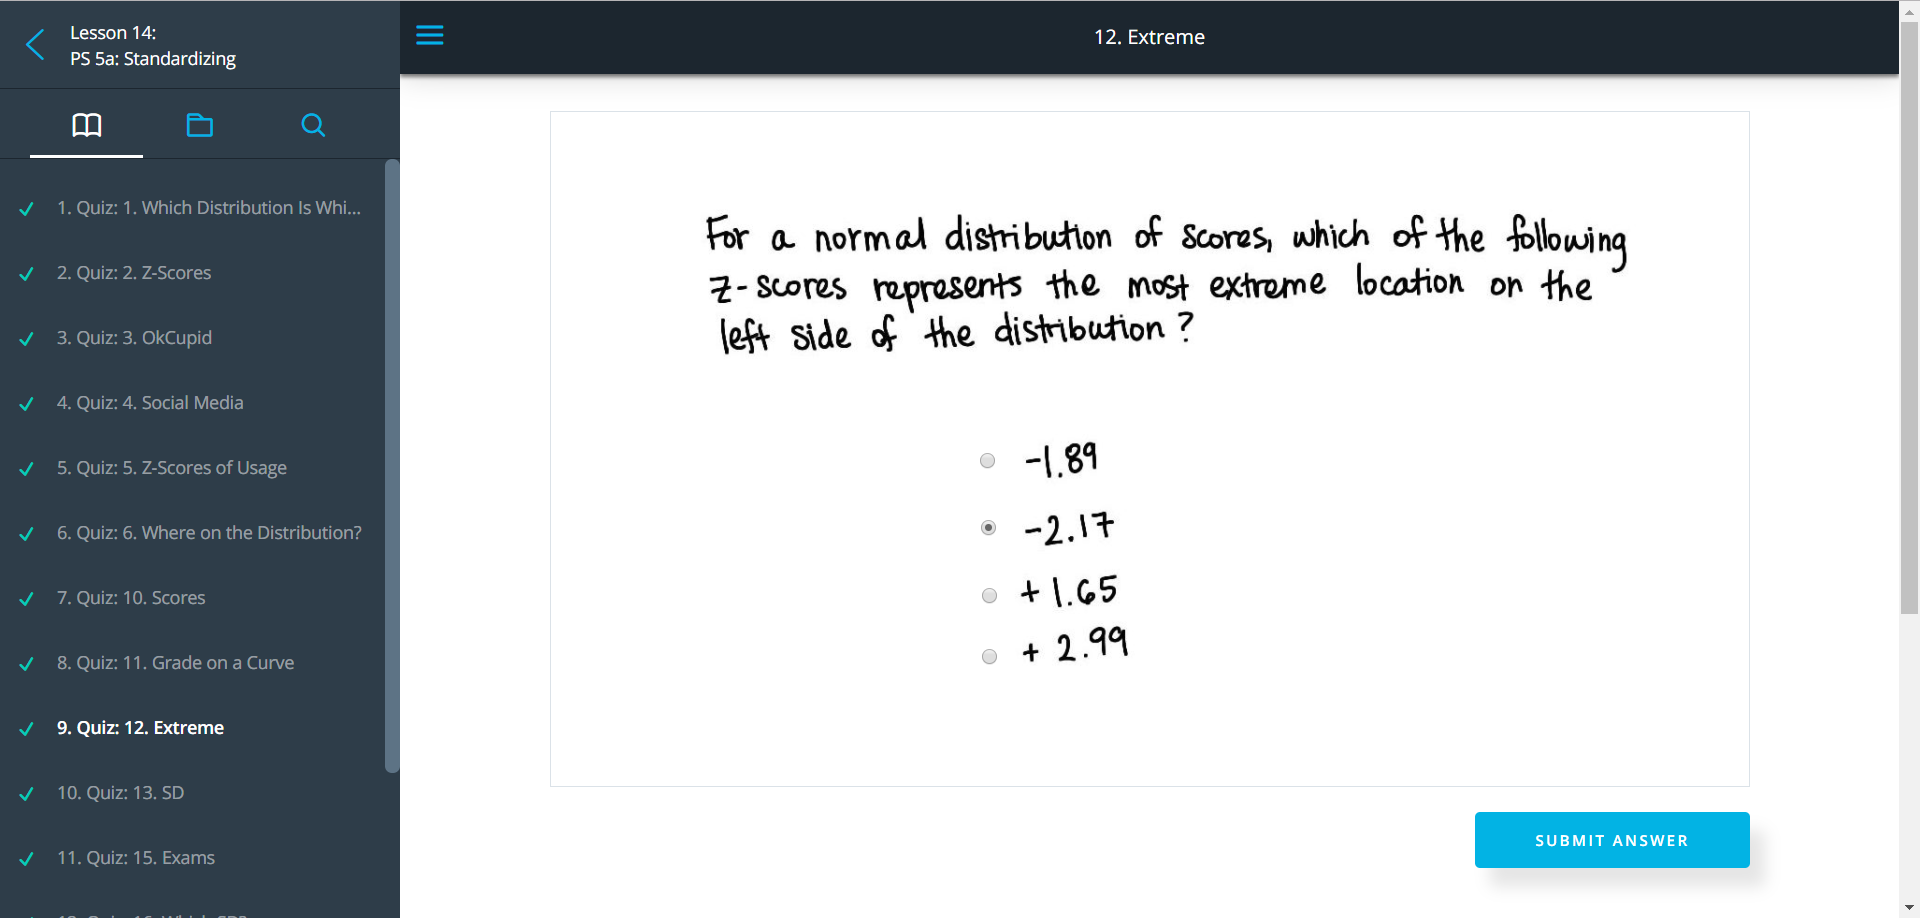 Lesson 14:
PS 5a: Standardizing
12. Extreme
1. Quiz: 1. Which Distribution Is Whi...
2. Quiz: 2. Z-Scores
3. Quiz: 3. OkCupid
4. Quiz: 4. Social Media
5. Quiz: 5. Z-Scores of Usage
6. Quiz: 6. Where on the Distribution?
7. Quiz: 10. Scores
8. Quiz: 11. Grade on a Curve
9. Quiz: 12. Extreme
10. Quiz: 13. SD
11. Quiz: 15. Exams
For a normal distribution of scores, which of the following
Z-scores represents the most extreme location on the
left side of the distribution?
-1.89
-2.17
+1.65
+ 2.99
SUBMIT ANSWER